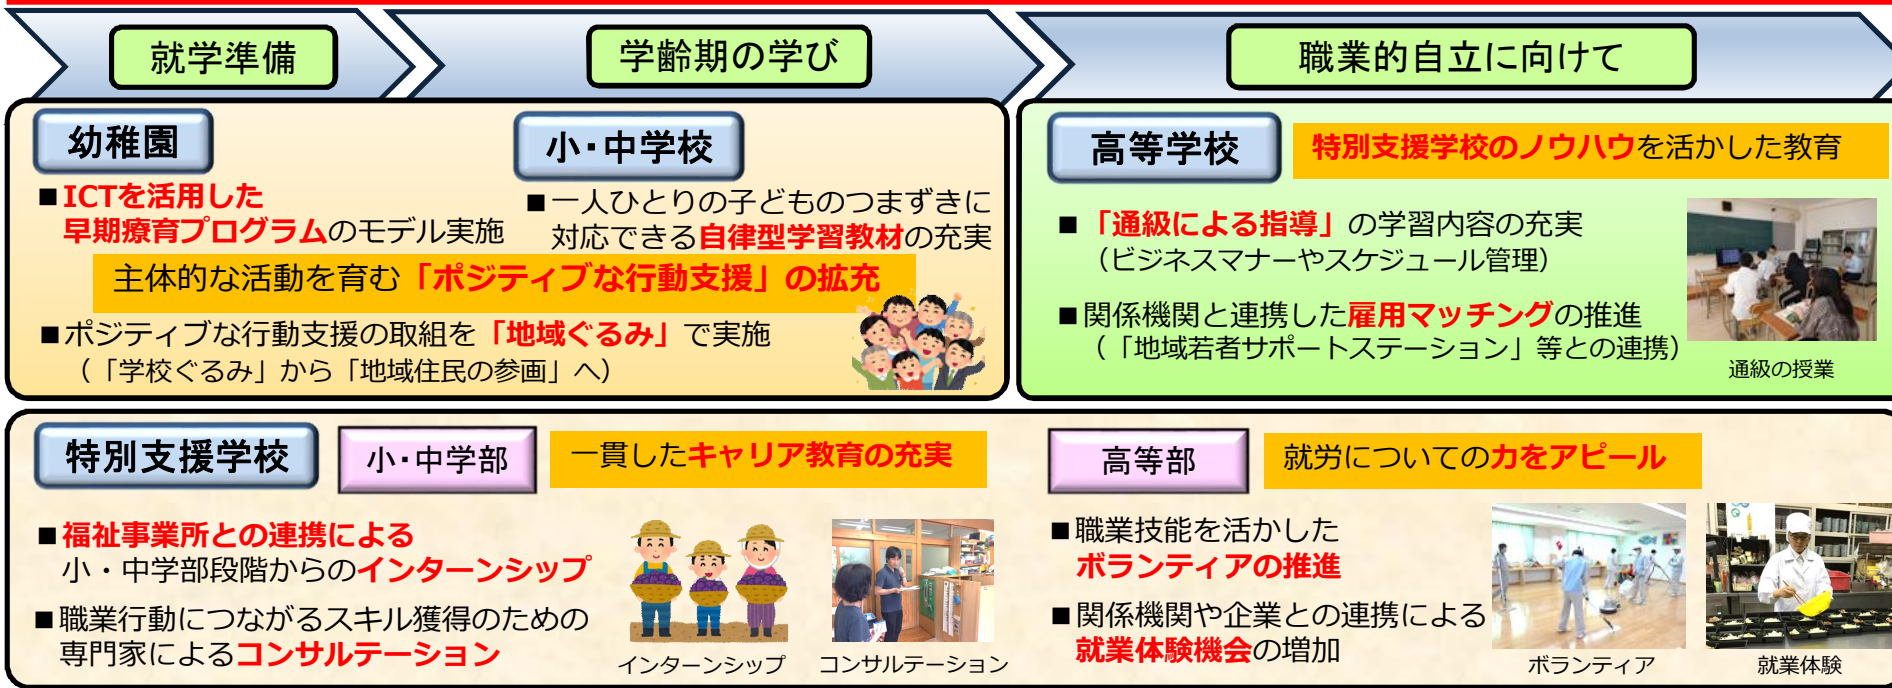 就学準備
学齢期の学び
職業的自立に向けて
幼稚園
■ICTを活用した
早期療育プログラムのモデル実施
小・中学校
■一人ひとりの子どものつまずきに
対応できる自律型学習教材の充実
主体的な活動を育む「ポジティブな行動支援」の拡充
■ポジティブな行動支援の取組を「地域ぐるみ」で実施
（「学校ぐるみ」から「地域住民の参画」へ）
高等学校
特別支援学校のノウハウを活かした教育
■「通級による指導」の学習内容の充実
（ビジネスマナーやスケジュール管理）
■関係機関と連携した雇用マッチングの推進
（「地域若者サポートステーション」等との連携）
通級の授業
特別支援学校
小・中学部
一貫したキャリア教育の充実
■福祉事業所との連携による
小・中学部段階からのインターンシップ
■職業行動につながるスキル獲得のための
専門家によるコンサルテーション
インターンシップ
コンサルテーション
高等部
就労についての力をアピール
■職業技能を活かした
ボランティアの推進
■関係機関や企業との連携による
就業体験機会の増加
ボランティア
就業体験